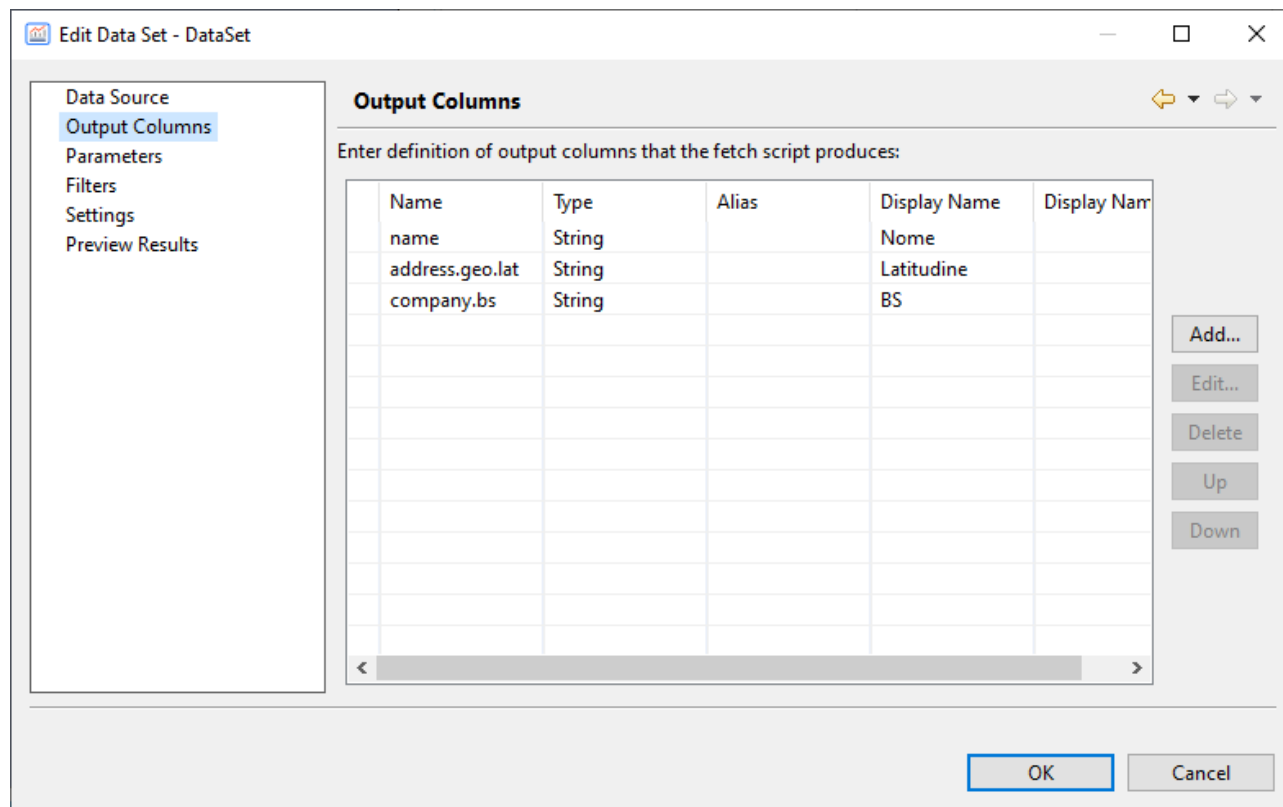 Edit Data Set - DataSet
Data Source
Output Columns
Parameters
Filters
Settings
Preview Results
Output Columns
Enter definition of output columns that the fetch script produces:
Name Type Alias Display Name Display Nam
name String Nome
address.geo.lat String Latitudine
company.bs String BS
Add...
Edit...
Delete
Up
Down
OK Cancel